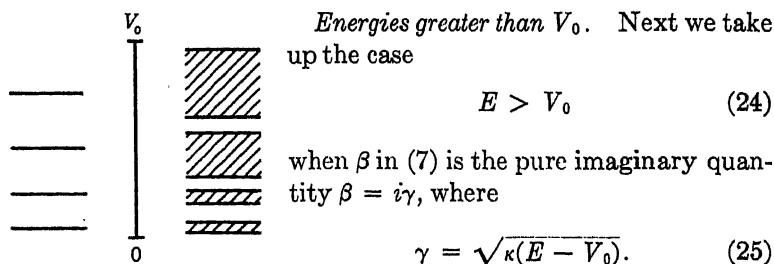 V₀
0
Energies greater than V₀. Next we take
up the case
E > V₀ (24)
when β in (7) is the pure imaginary quan-
tity β = iγ, where
γ = √κ(E − V₀). (25)